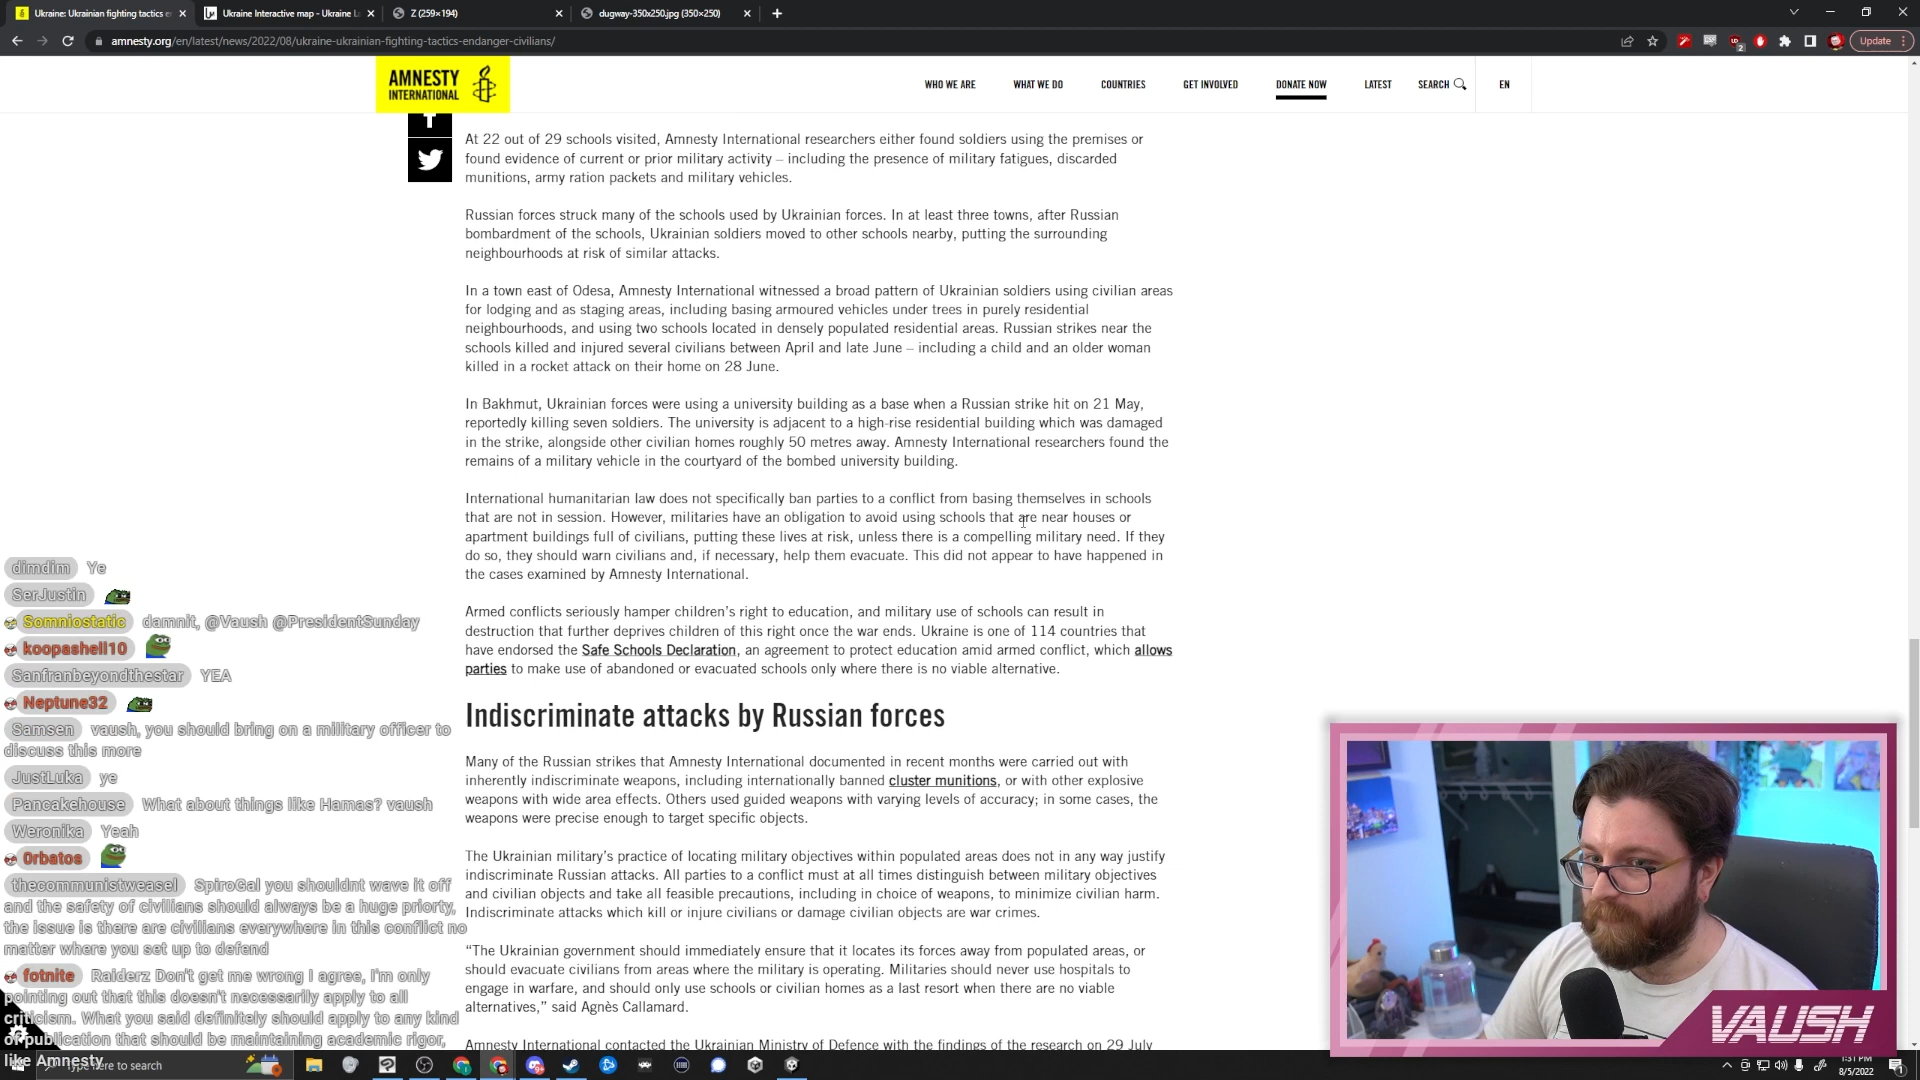 Ukraine: Ukrainian fighting tactics e
Ukraine Interactive map - Ukraine L
Z (259×194)
dugway-350x250.jpg (350×250)
amnesty.org/en/latest/news/2022/08/ukraine-ukrainian-fighting-tactics-endanger-civilians/
2
Update
AMNESTY
INTERNATIONAL
WHO WE ARE
WHAT WE DO
COUNTRIES
GET INVOLVED
DONATE NOW
LATEST
SEARCH
EN
At 22 out of 29 schools visited, Amnesty International researchers either found soldiers using the premises or
found evidence of current or prior military activity – including the presence of military fatigues, discarded
munitions, army ration packets and military vehicles.
Russian forces struck many of the schools used by Ukrainian forces. In at least three towns, after Russian
bombardment of the schools, Ukrainian soldiers moved to other schools nearby, putting the surrounding
neighbourhoods at risk of similar attacks.
In a town east of Odesa, Amnesty International witnessed a broad pattern of Ukrainian soldiers using civilian areas
for lodging and as staging areas, including basing armoured vehicles under trees in purely residential
neighbourhoods, and using two schools located in densely populated residential areas. Russian strikes near the
schools killed and injured several civilians between April and late June – including a child and an older woman
killed in a rocket attack on their home on 28 June.
In Bakhmut, Ukrainian forces were using a university building as a base when a Russian strike hit on 21 May,
reportedly killing seven soldiers. The university is adjacent to a high-rise residential building which was damaged
in the strike, alongside other civilian homes roughly 50 metres away. Amnesty International researchers found the
remains of a military vehicle in the courtyard of the bombed university building.
International humanitarian law does not specifically ban parties to a conflict from basing themselves in schools
that are not in session. However, militaries have an obligation to avoid using schools that are near houses or
apartment buildings full of civilians, putting these lives at risk, unless there is a compelling military need. If they
do so, they should warn civilians and, if necessary, help them evacuate. This did not appear to have happened in
the cases examined by Amnesty International.
Armed conflicts seriously hamper children's right to education, and military use of schools can result in
destruction that further deprives children of this right once the war ends. Ukraine is one of 114 countries that
have endorsed the Safe Schools Declaration, an agreement to protect education amid armed conflict, which allows
parties to make use of abandoned or evacuated schools only where there is no viable alternative.
Indiscriminate attacks by Russian forces
Many of the Russian strikes that Amnesty International documented in recent months were carried out with
inherently indiscriminate weapons, including internationally banned cluster munitions, or with other explosive
weapons with wide area effects. Others used guided weapons with varying levels of accuracy; in some cases, the
weapons were precise enough to target specific objects.
The Ukrainian military's practice of locating military objectives within populated areas does not in any way justify
indiscriminate Russian attacks. All parties to a conflict must at all times distinguish between military objectives
and civilian objects and take all feasible precautions, including in choice of weapons, to minimize civilian harm.
Indiscriminate attacks which kill or injure civilians or damage civilian objects are war crimes.
“The Ukrainian government should immediately ensure that it locates its forces away from populated areas, or
should evacuate civilians from areas where the military is operating. Militaries should never use hospitals to
engage in warfare, and should only use schools or civilian homes as a last resort when there are no viable
alternatives,” said Agnès Callamard.
Amnesty International contacted the Ukrainian Ministry of Defence with the findings of the research on 29 July
dimdim Ye
SerJustin
Somniostatic damnit, @Vaush @PresidentSunday
koopashell10
Sanfranbeyondthestar YEA
Neptune32
Samsen vaush, you should bring on a military officer to
discuss this more
JustLuka ye
Pancakehouse What about things like Hamas? vaush
Weronika Yeah
0rbatos
thecommunistweasel SpiroGal you shouldnt wave it off
and the safety of civilians should always be a huge priorty,
the issue is there are civilians everywhere in this conflict no
matter where you set up to defend
fotnite Raiderz Don't get me wrong I agree, I'm only
pointing out that this doesn't necessarily apply to all
criticism. What you said definitely should apply to any kind
of publication that should be maintaining academic rigor,
like Amnesty
VAUSH
Type here to search
1:31 PM
8/5/2022